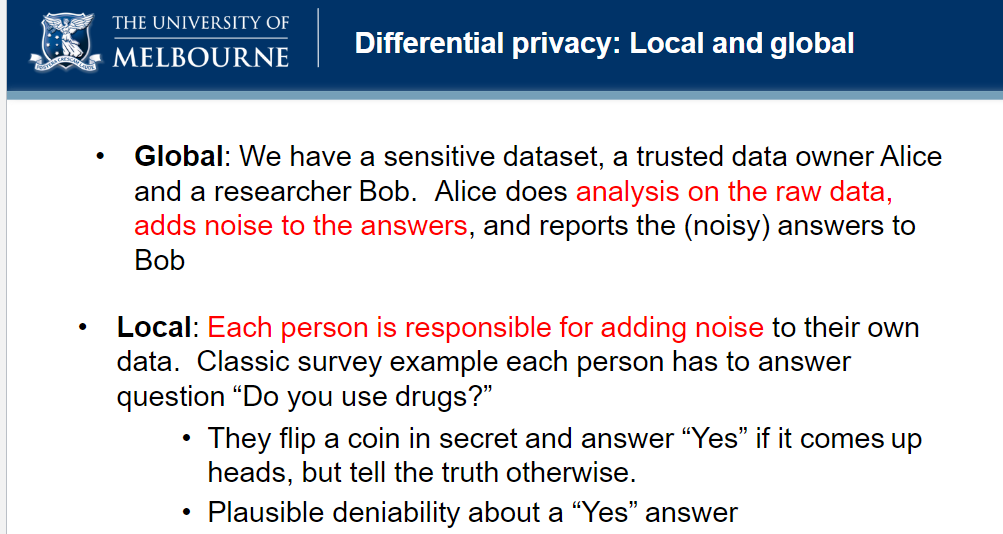 THE UNIVERSITY OF
MELBOURNE
Differential privacy: Local and global
• Global: We have a sensitive dataset, a trusted data owner Alice
and a researcher Bob. Alice does analysis on the raw data,
adds noise to the answers, and reports the (noisy) answers to
Bob
• Local: Each person is responsible for adding noise to their own
data. Classic survey example each person has to answer
question “Do you use drugs?”
• They flip a coin in secret and answer “Yes” if it comes up
heads, but tell the truth otherwise.
• Plausible deniability about a “Yes” answer